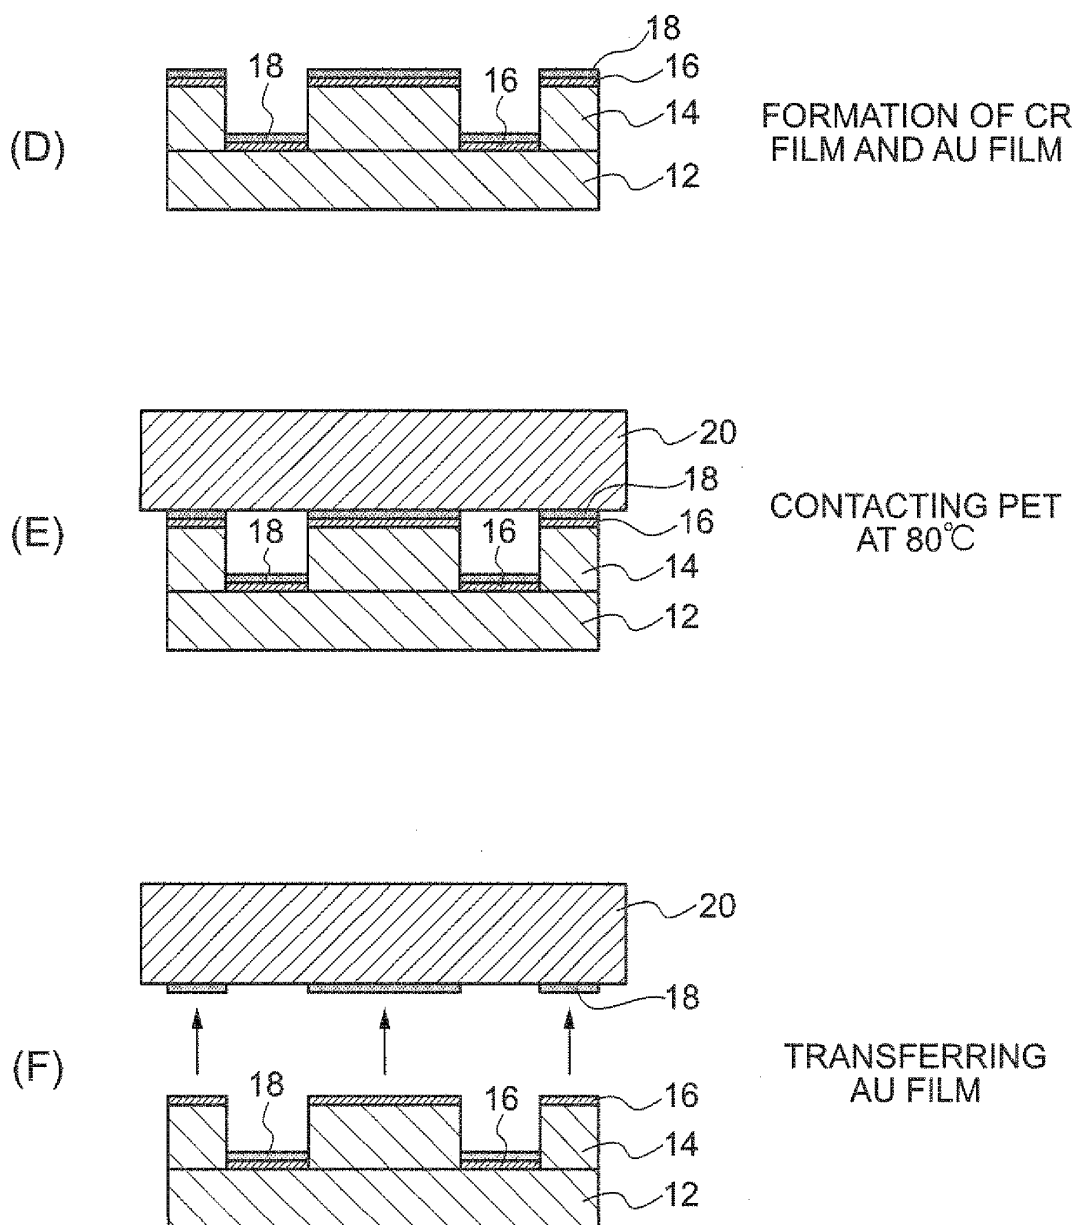 18
18
16
16
14
(D)
FORMATION OF CR
FILM AND AU FILM
12
20
18
16
(E)
CONTACTING PET
AT 80℃
18
16
14
12
20
18
(F)
TRANSFERRING
AU FILM
18
16
16
14
12